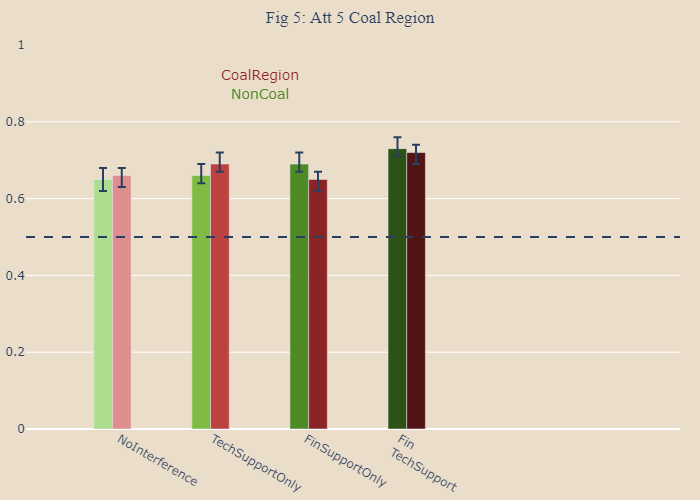 Fig 5: Att 5 Coal Region
1
CoalRegion
NonCoal
0.8
0.6
0.4
0.2
0
NoInterference
TechSupportOnly
FinSupportOnly
Fin
TechSupport